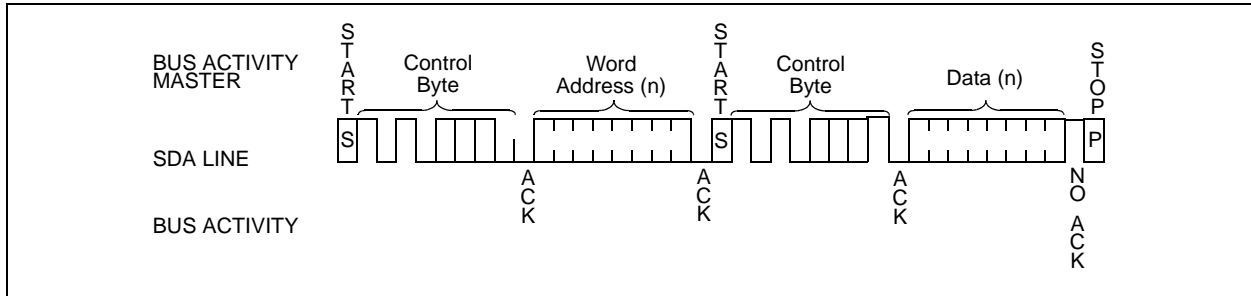 START
START
STOP
BUS ACTIVITY
MASTER
Control
Byte
Word
Address (n)
Control
Byte
Data (n)
S
S
P
SDA LINE
ACK
ACK
ACK
NO ACK
BUS ACTIVITY